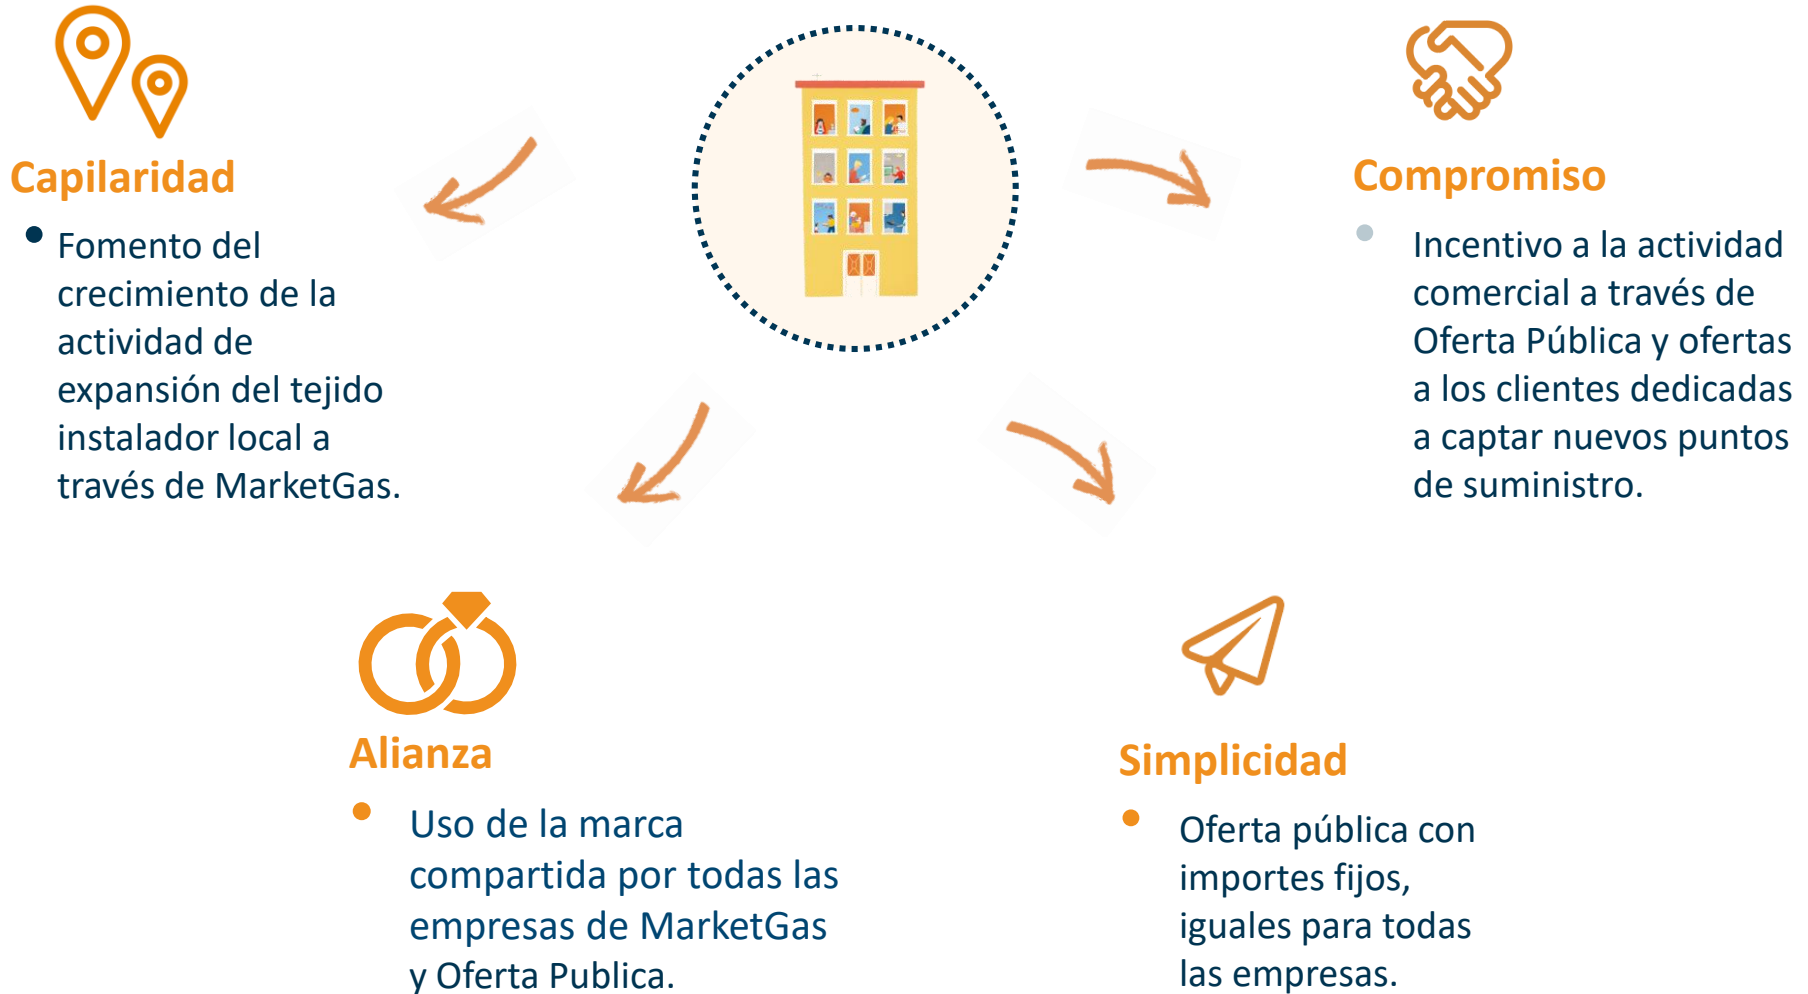 Capilaridad
• Fomento del
crecimiento de la
actividad de
expansión del tejido
instalador local a
través de MarketGas.
Compromiso
• Incentivo a la actividad
comercial a través de
Oferta Pública y ofertas
a los clientes dedicadas
a captar nuevos puntos
de suministro.
Alianza
• Uso de la marca
compartida por todas las
empresas de MarketGas
y Oferta Publica.
Simplicidad
• Oferta pública con
importes fijos,
iguales para todas
las empresas.